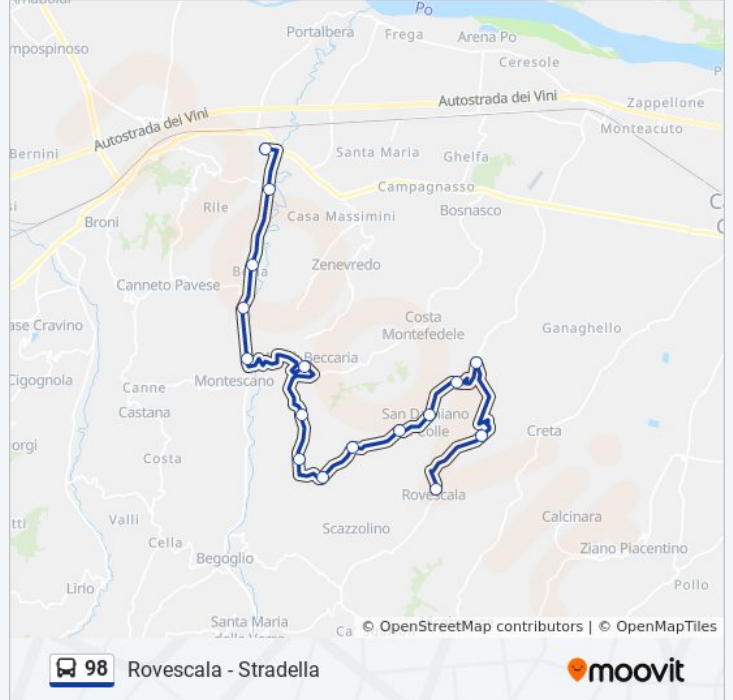 Po
Portalbera
Frega
Arena Po
mpospinoso
Ceresole
Autostrada dei Vini
Zappellone
Autostrada dei Vini
Monteacuto
Bernini
Santa Maria
Ghelfa
Campagnasso
Rile
Casa Massimini
Bosnasco
Broni
Zenevredo
Canneto Pavese
Costa
Montefedele
ase Cravino
Ganaghello
Beccaria
Cigognola
Canne
Montescano
Castana
San Damiano
Colle
Creta
orgi
Costa
Rovescala
Valli
Scazzolino
Calcinara
tti
Cella
Begoglio
Ziano Piacentino
Lirio
Pollo
Santa Maria
© OpenStreetMap contributors | © OpenMapTiles
98
Rovescala - Stradella
moovit